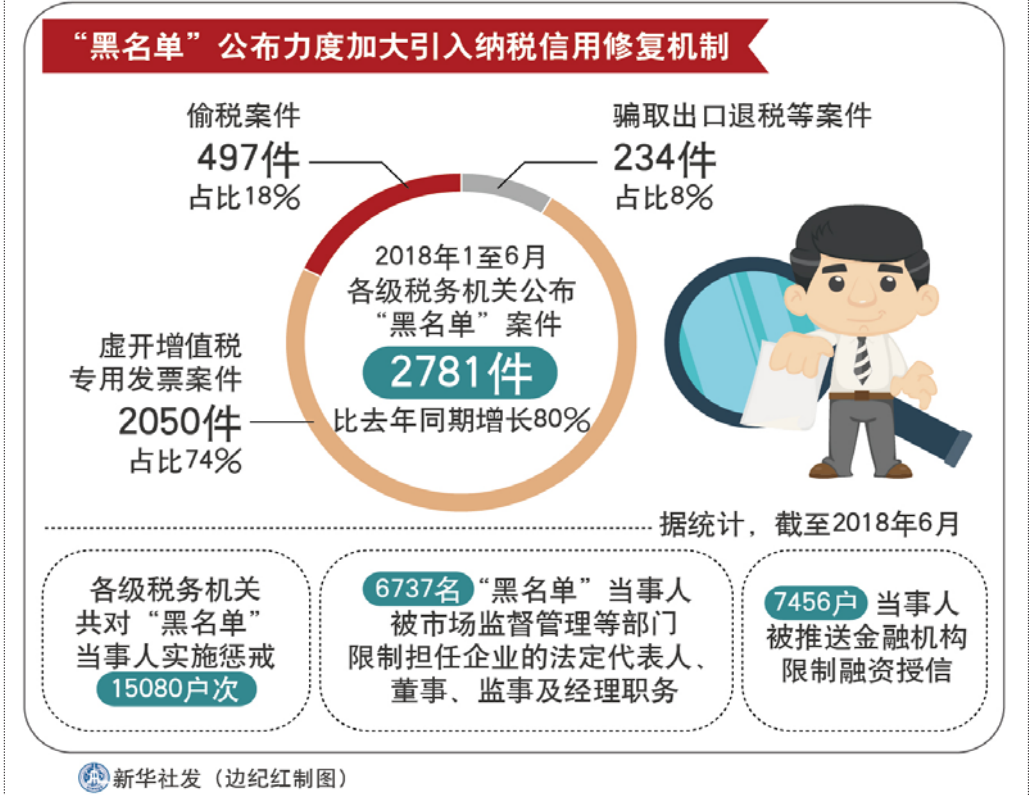 “黑名单”公布力度加大引入纳税信用修复机制
偷税案件
497件
占比18%
骗取出口退税等案件
234件
占比8%
2018年1至6月
各级税务机关公布
“黑名单”案件
2781件
比去年同期增长80%
虚开增值税
专用发票案件
2050件
占比74%
据统计，截至2018年6月
各级税务机关
共对“黑名单”
当事人实施惩戒
15080户次
6737名“黑名单”当事人
被市场监督管理等部门
限制担任企业的法定代表人、
董事、监事及经理职务
7456户当事人
被推送金融机构
限制融资授信
新华社发（边纪红制图）